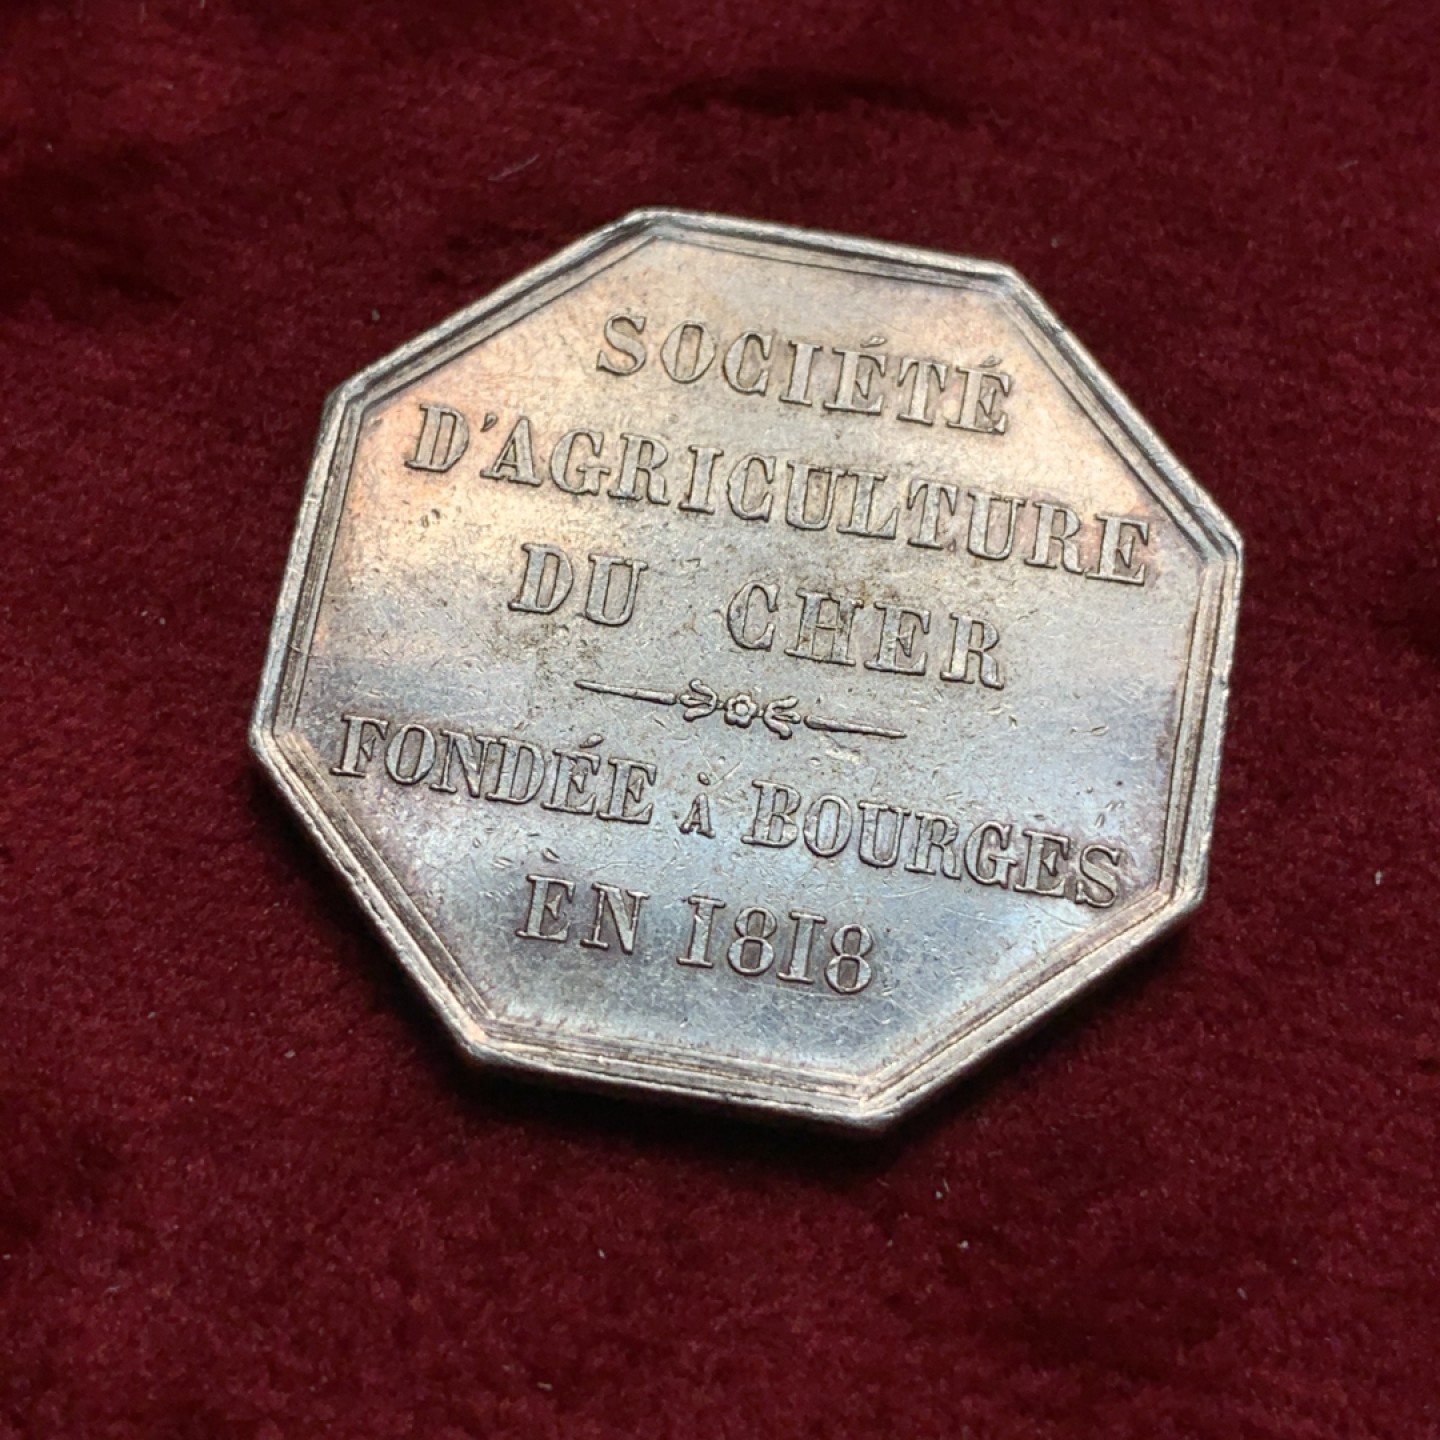 SOCIÉTÉ
D'AGRICULTURE
DU CHER
FONDÉE À BOURGES
EN 1818